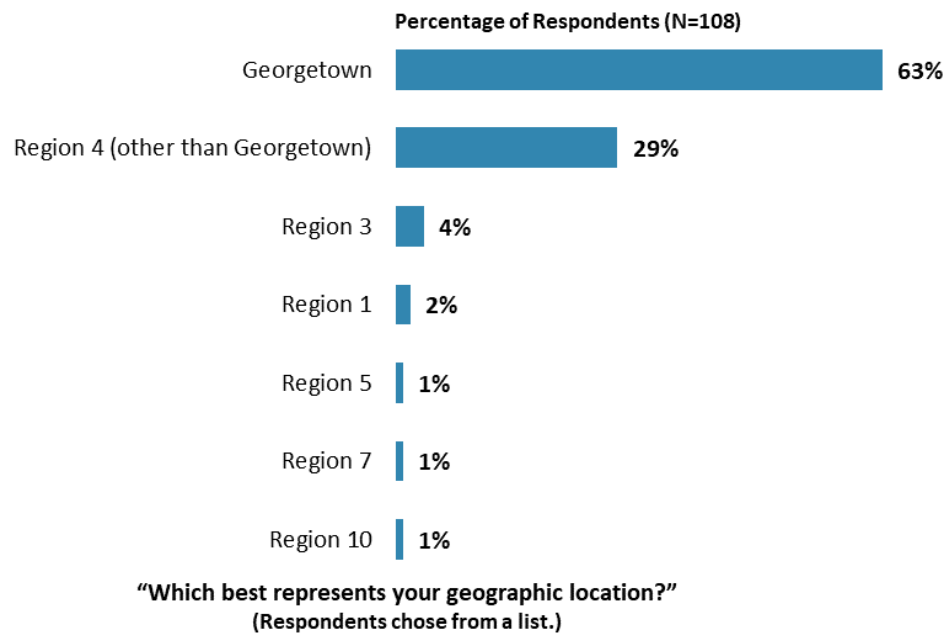 Percentage of Respondents (N=108)
Georgetown 63%
Region 4 (other than Georgetown) 29%
Region 3 4%
Region 1 2%
Region 5 1%
Region 7 1%
Region 10 1%
“Which best represents your geographic location?”
(Respondents chose from a list.)